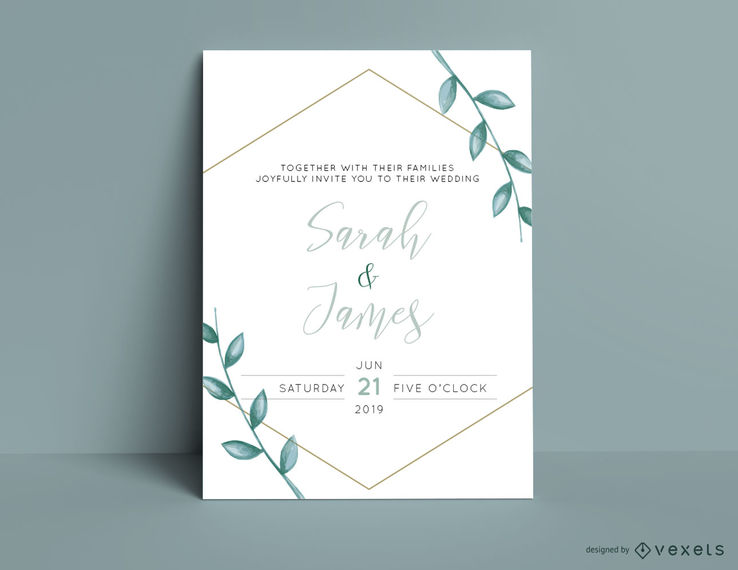 TOGETHER WITH THEIR FAMILIES
JOYFULLY INVITE YOU TO THEIR WEDDING
Sarah
&
James
JUN
SATURDAY 21 FIVE O'CLOCK
2019
designed by vexels